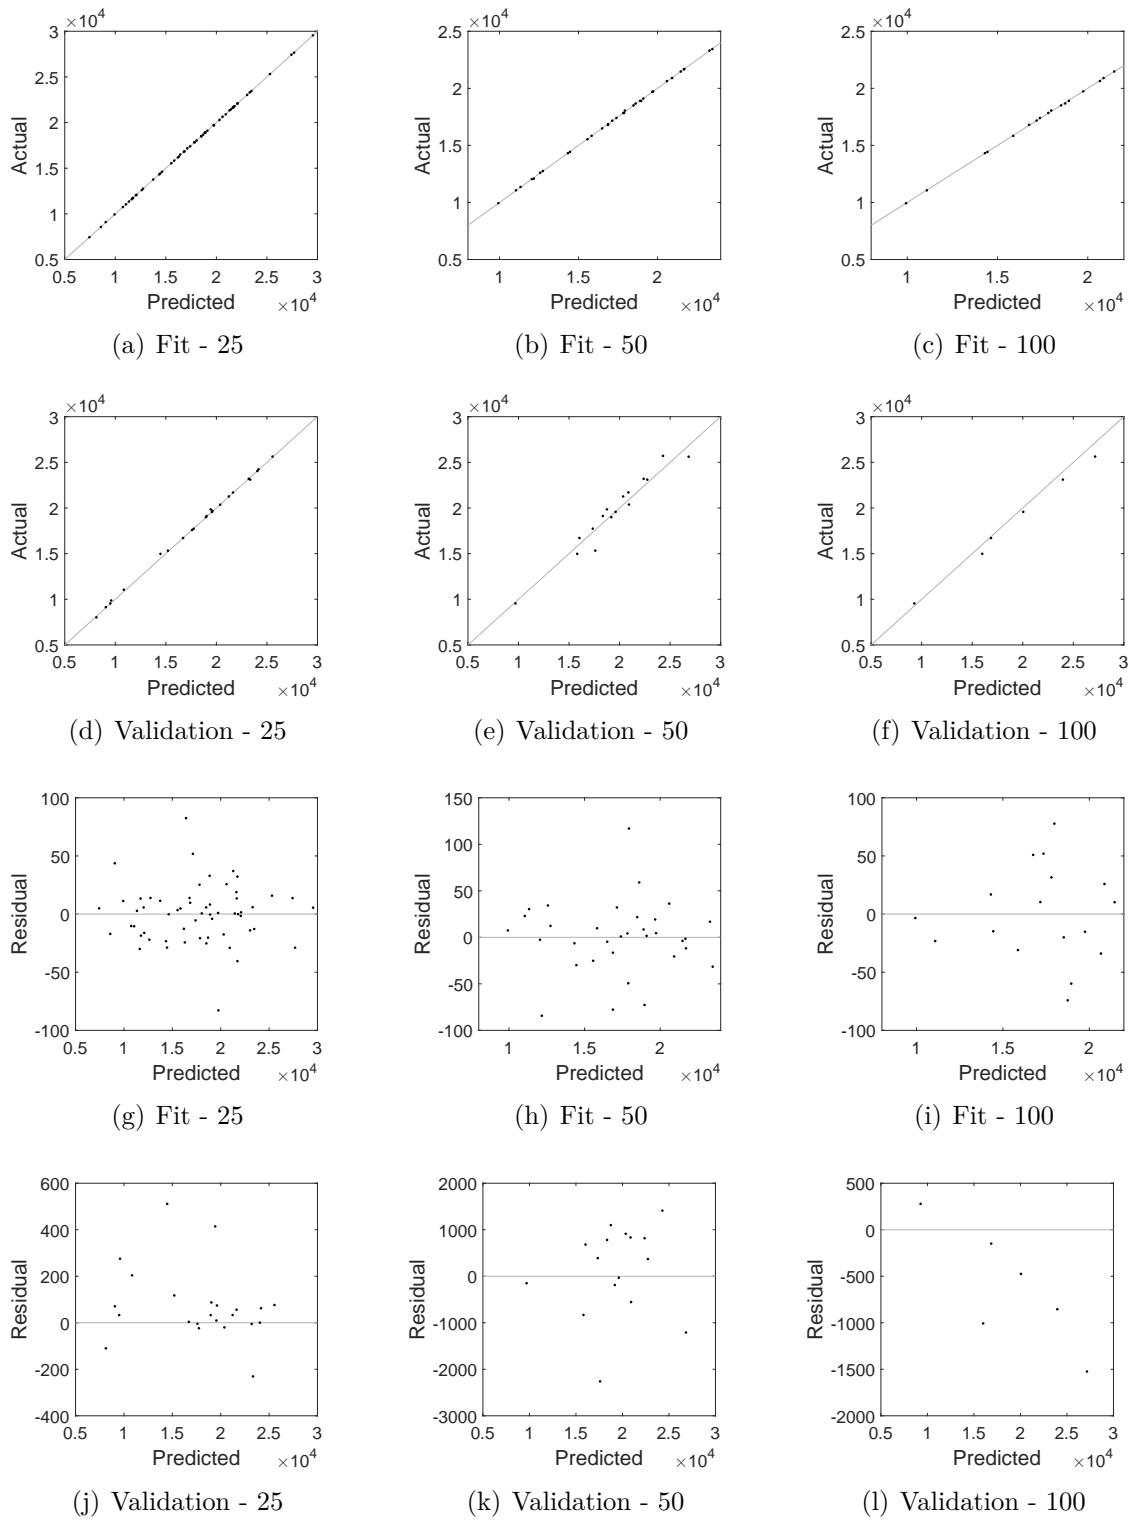 ×10⁴ ×10⁴ ×10⁴
3 2.5 2.5
2.5 2 2
2 1.5 1.5
1.5 1 1
1 0.5 0.5
0.5
Actual Actual Actual
0.5 1 1.5 2 2.5 3 1 1.5 2 1 1.5 2
Predicted ×10⁴ Predicted ×10⁴ Predicted ×10⁴
(a) Fit - 25 (b) Fit - 50 (c) Fit - 100
×10⁴ ×10⁴ ×10⁴
3 3 3
2.5 2.5 2.5
2 2 2
1.5 1.5 1.5
1 1 1
0.5 0.5 0.5
Actual Actual Actual
0.5 1 1.5 2 2.5 3 0.5 1 1.5 2 2.5 3 0.5 1 1.5 2 2.5 3
Predicted ×10⁴ Predicted ×10⁴ Predicted ×10⁴
(d) Validation - 25 (e) Validation - 50 (f) Validation - 100
100 150 100
50 100 50
0 50 0
-50 0 -50
-100 -50 -100
-100
Residual Residual Residual
0.5 1 1.5 2 2.5 3 1 1.5 2 1 1.5 2
Predicted ×10⁴ Predicted ×10⁴ Predicted ×10⁴
(g) Fit - 25 (h) Fit - 50 (i) Fit - 100
600 2000 500
400 1000 0
200 0 -500
0 -1000 -1000
-200 -2000 -1500
-400 -3000 -2000
Residual Residual Residual
0.5 1 1.5 2 2.5 3 0.5 1 1.5 2 2.5 3 0.5 1 1.5 2 2.5 3
Predicted ×10⁴ Predicted ×10⁴ Predicted ×10⁴
(j) Validation - 25 (k) Validation - 50 (l) Validation - 100